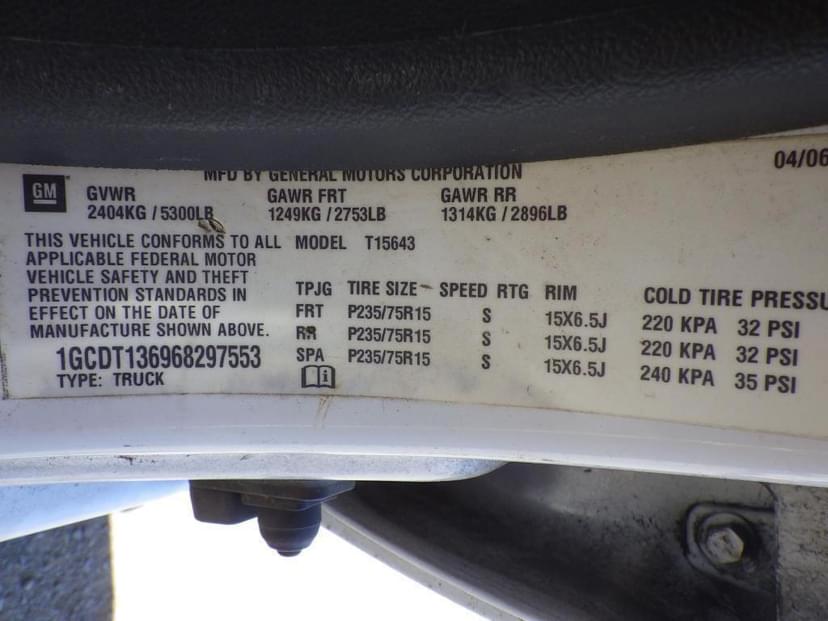 MFD BY GENERAL MOTORS CORPORATION
04/06
GM
GVWR GAWR FRT GAWR RR
2404KG / 5300LB 1249KG / 2753LB 1314KG / 2896LB
THIS VEHICLE CONFORMS TO ALL
APPLICABLE FEDERAL MOTOR
VEHICLE SAFETY AND THEFT
PREVENTION STANDARDS IN
EFFECT ON THE DATE OF
MANUFACTURE SHOWN ABOVE.
1GCDT136968297553
TYPE: TRUCK
MODEL T15643
TPJG TIRE SIZE SPEED RTG RIM COLD TIRE PRESSU
FRT P235/75R15 S 15X6.5J 220 KPA 32 PSI
RR P235/75R15 S 15X6.5J 220 KPA 32 PSI
SPA P235/75R15 S 15X6.5J 240 KPA 35 PSI